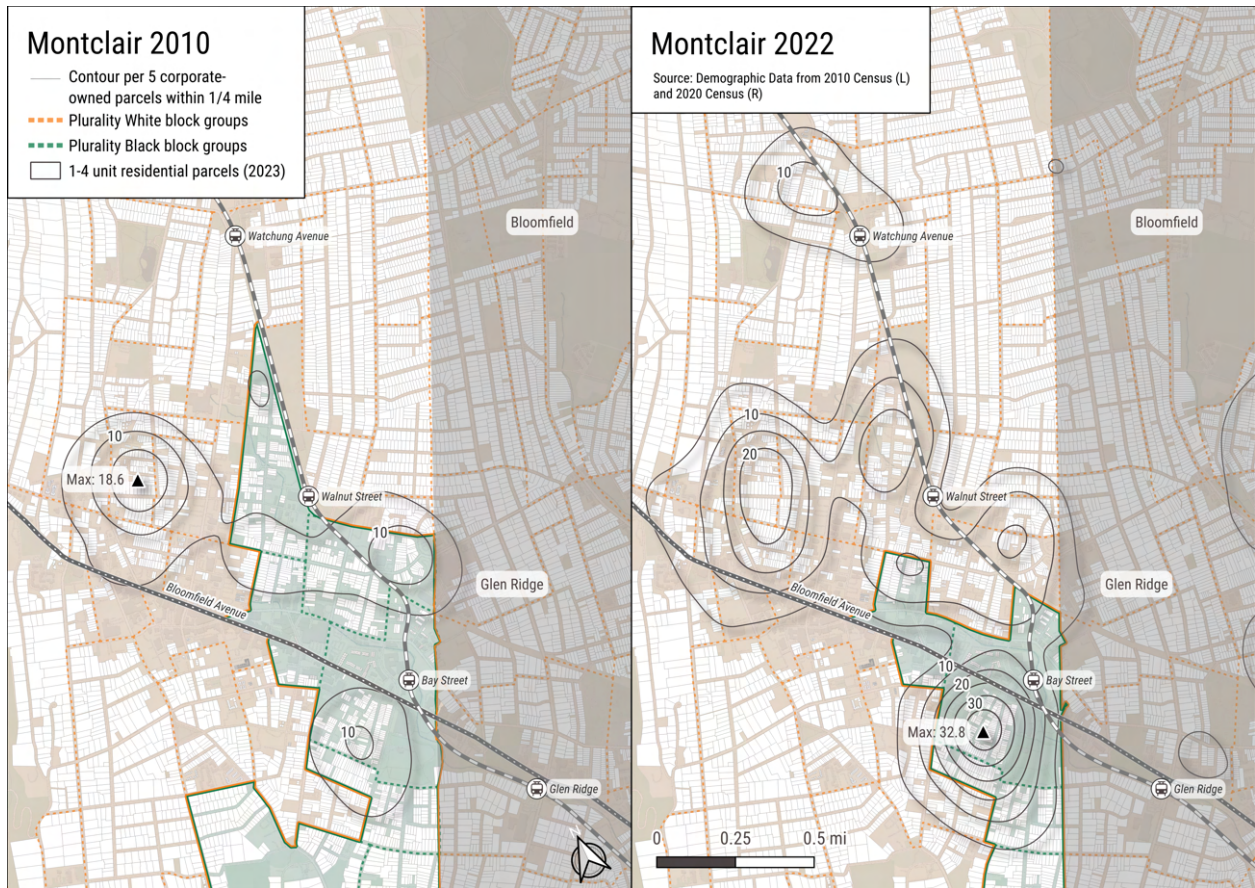 Montclair 2010
Contour per 5 corporate-
owned parcels within 1/4 mile
Plurality White block groups
Plurality Black block groups
1-4 unit residential parcels (2023)
Bloomfield
Watchung Avenue
10
Max: 18.6
Walnut Street
10
Glen Ridge
Bloomfield Avenue
Bay Street
10
Glen Ridge
Montclair 2022
Source: Demographic Data from 2010 Census (L)
and 2020 Census (R)
10
Bloomfield
Watchung Avenue
10
20
Walnut Street
Glen Ridge
Bloomfield Avenue
10
Bay Street
20
30
Max: 32.8
Glen Ridge
0 0.25 0.5 mi